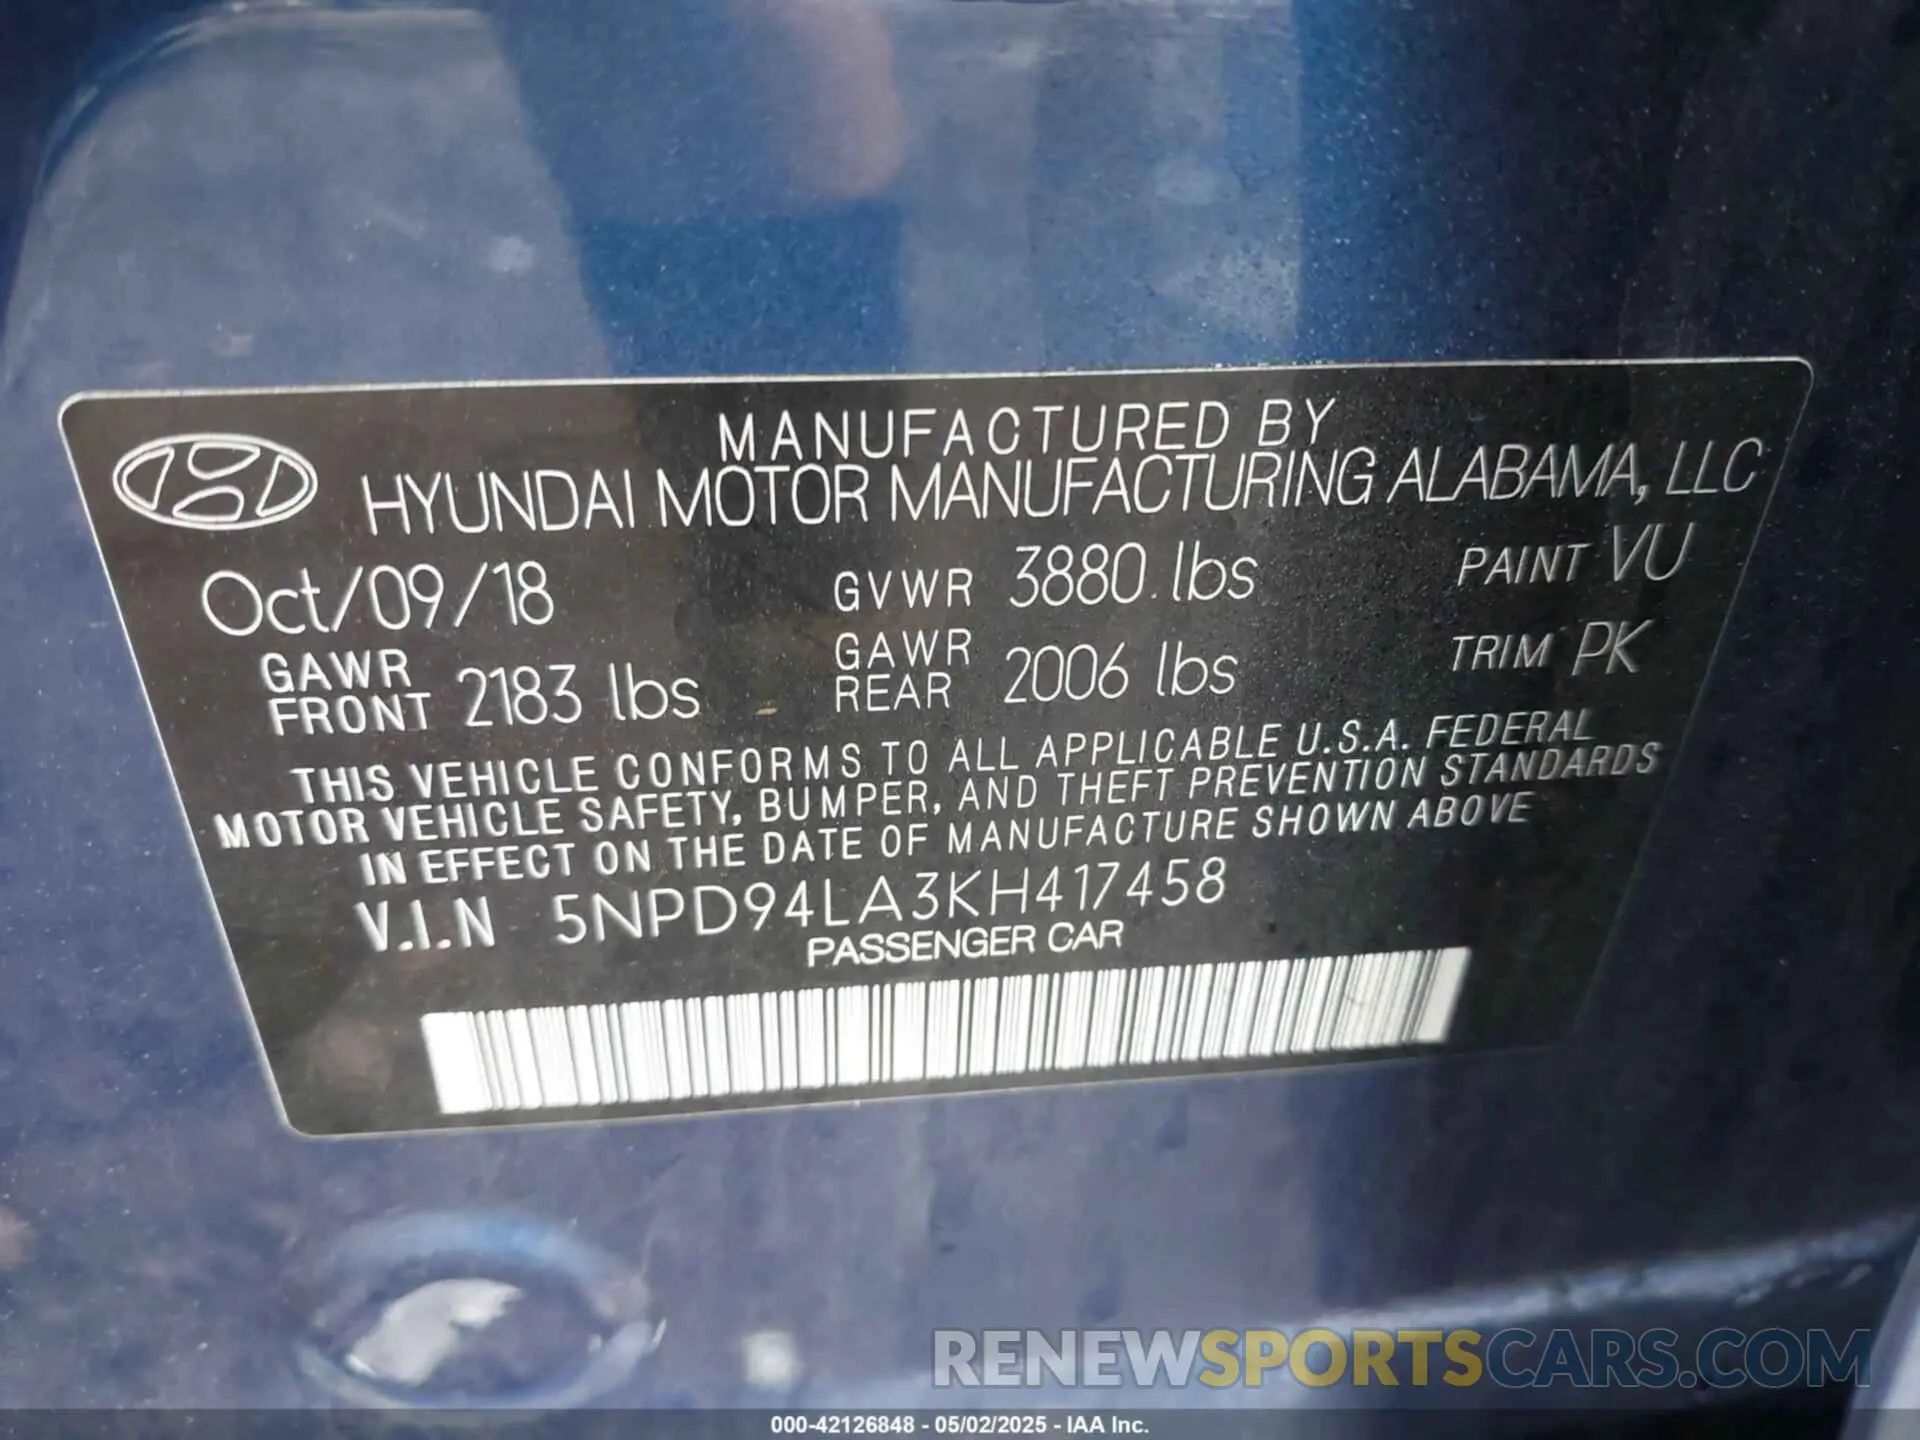 MANUFACTURED BY
HYUNDAI MOTOR MANUFACTURING ALABAMA, LLC
Oct/09/18 GVWR 3880 lbs PAINT VU
GAWR FRONT 2183 lbs GAWR REAR 2006 lbs TRIM PK
THIS VEHICLE CONFORMS TO ALL APPLICABLE U.S.A. FEDERAL
MOTOR VEHICLE SAFETY, BUMPER, AND THEFT PREVENTION STANDARDS
IN EFFECT ON THE DATE OF MANUFACTURE SHOWN ABOVE
V.I.N 5NPD94LA3KH417458
PASSENGER CAR
RENEWSPORTSCARS.COM
000-42126848 - 05/02/2025 - IAA Inc.